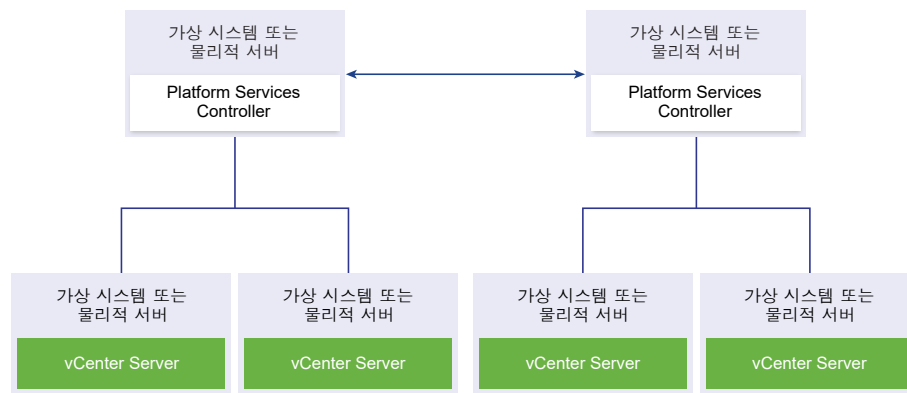 가상 시스템 또는
물리적 서버
Platform Services
Controller
가상 시스템 또는
물리적 서버
Platform Services
Controller
가상 시스템 또는
물리적 서버
vCenter Server
가상 시스템 또는
물리적 서버
vCenter Server
가상 시스템 또는
물리적 서버
vCenter Server
가상 시스템 또는
물리적 서버
vCenter Server